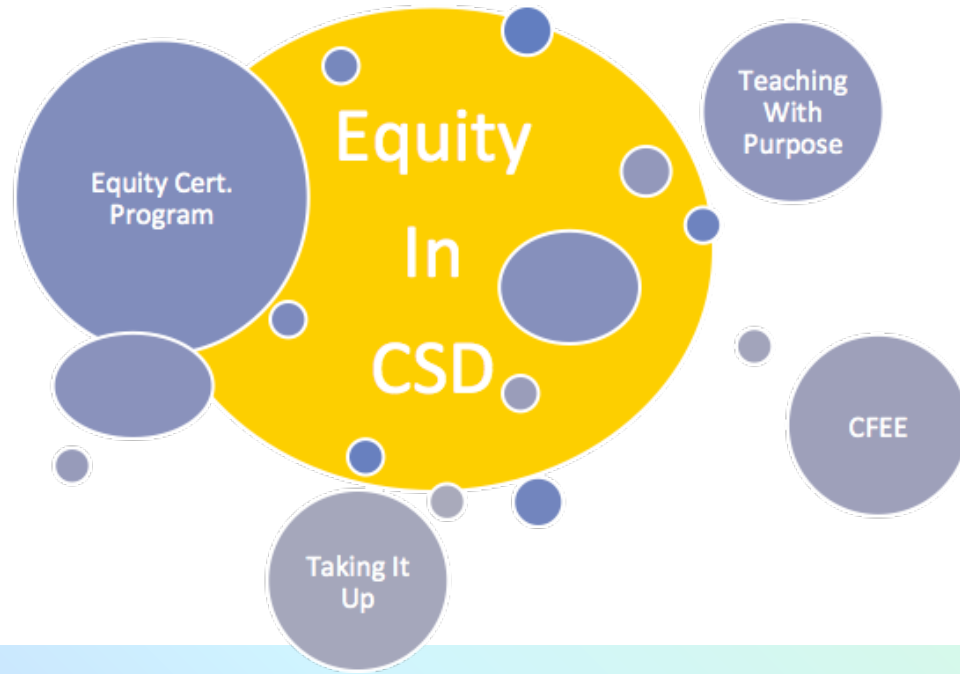 Equity
In
CSD
Equity Cert.
Program
Teaching
With
Purpose
CFEE
Taking It
Up